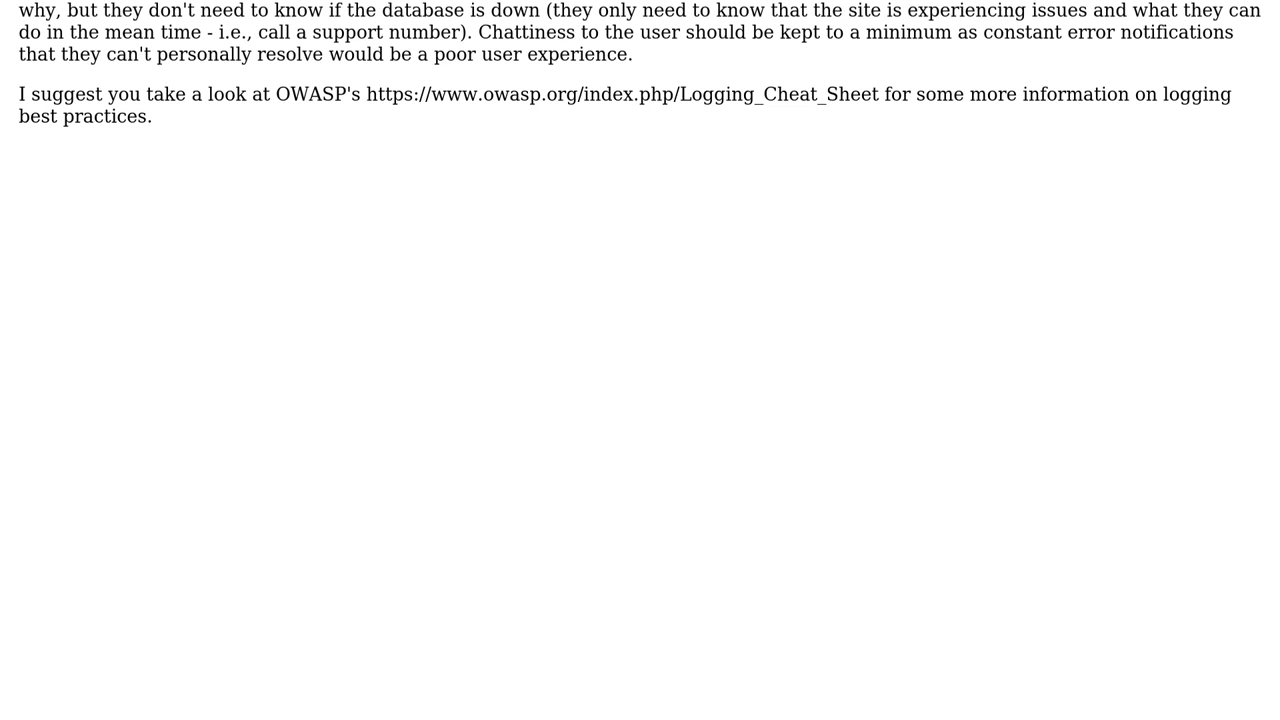 why, but they don't need to know if the database is down (they only need to know that the site is experiencing issues and what they can
do in the mean time - i.e., call a support number). Chattiness to the user should be kept to a minimum as constant error notifications
that they can't personally resolve would be a poor user experience.
I suggest you take a look at OWASP's https://www.owasp.org/index.php/Logging_Cheat_Sheet for some more information on logging
best practices.